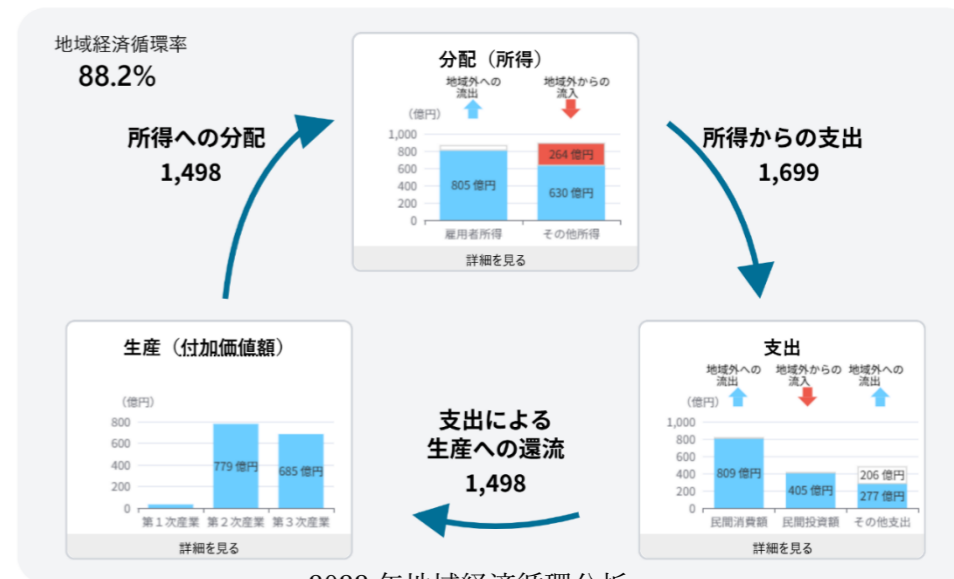 地域経済循環率
88.2%
分配（所得）
地域外への
流出
地域外からの
流入
（億円）
1,000
800
600
400
200
0
805 億円
264 億円
630 億円
雇用者所得
その他所得
詳細を見る
所得への分配
1,498
所得からの支出
1,699
生産（付加価値額）
（億円）
800
600
400
200
0
779 億円
685 億円
第１次産業
第２次産業
第３次産業
詳細を見る
支出による
生産への還流
1,498
支出
地域外への
流出
地域外からの
流入
地域外への
流出
（億円）
1,000
800
600
400
200
0
809 億円
405 億円
206 億円
277 億円
民間消費額
民間投資額
その他支出
詳細を見る